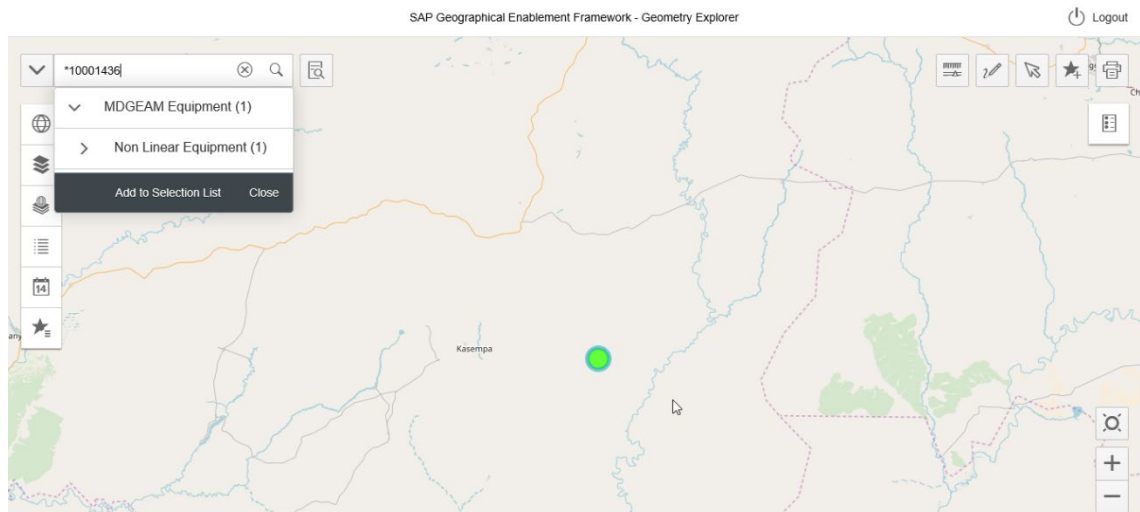 SAP Geographical Enablement Framework - Geometry Explorer
Logout
*10001436
MDGEAM Equipment (1)
Non Linear Equipment (1)
Add to Selection List Close
14
Kasempa